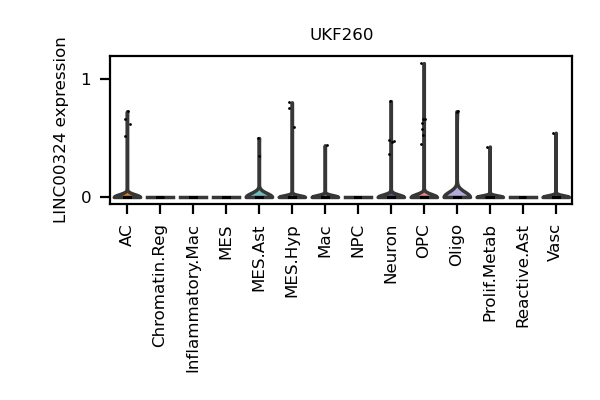 UKF260
LINC00324 expression
1
0
AC
Chromatin.Reg
Inflammatory.Mac
MES
MES.Ast
MES.Hyp
Mac
NPC
Neuron
OPC
Oligo
Prolif.Metab
Reactive.Ast
Vasc